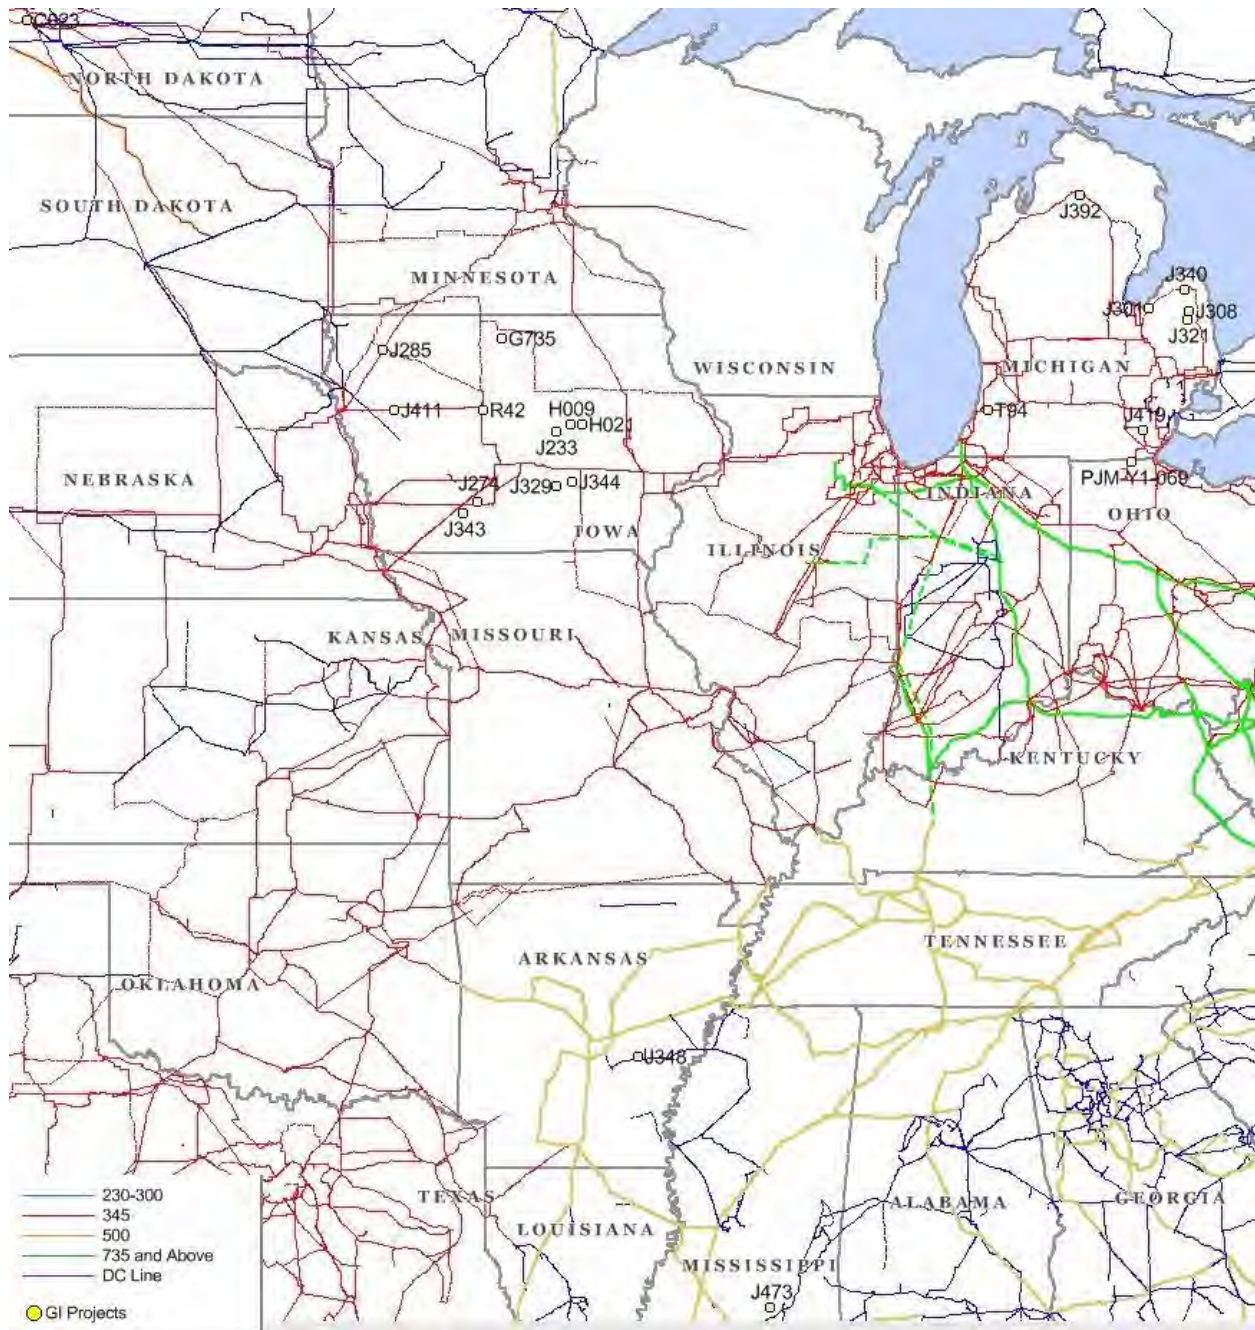 C023
NORTH DAKOTA
SOUTH DAKOTA
J392
MINNESOTA
J340
J301
J308
J321
G735
J285
WISCONSIN
MICHIGAN
J411
R42
H009
H021
J233
T94
J419
NEBRASKA
J274
J329
J344
J343
IOWA
PJM-Y1-069
INDIANA
OHIO
ILLINOIS
KANSAS
MISSOURI
KENTUCKY
ARKANSAS
TENNESSEE
OKLAHOMA
J348
TEXAS
LOUISIANA
ALABAMA
GEORGIA
MISSISSIPPI
J473
230-300
345
500
735 and Above
DC Line
GI Projects